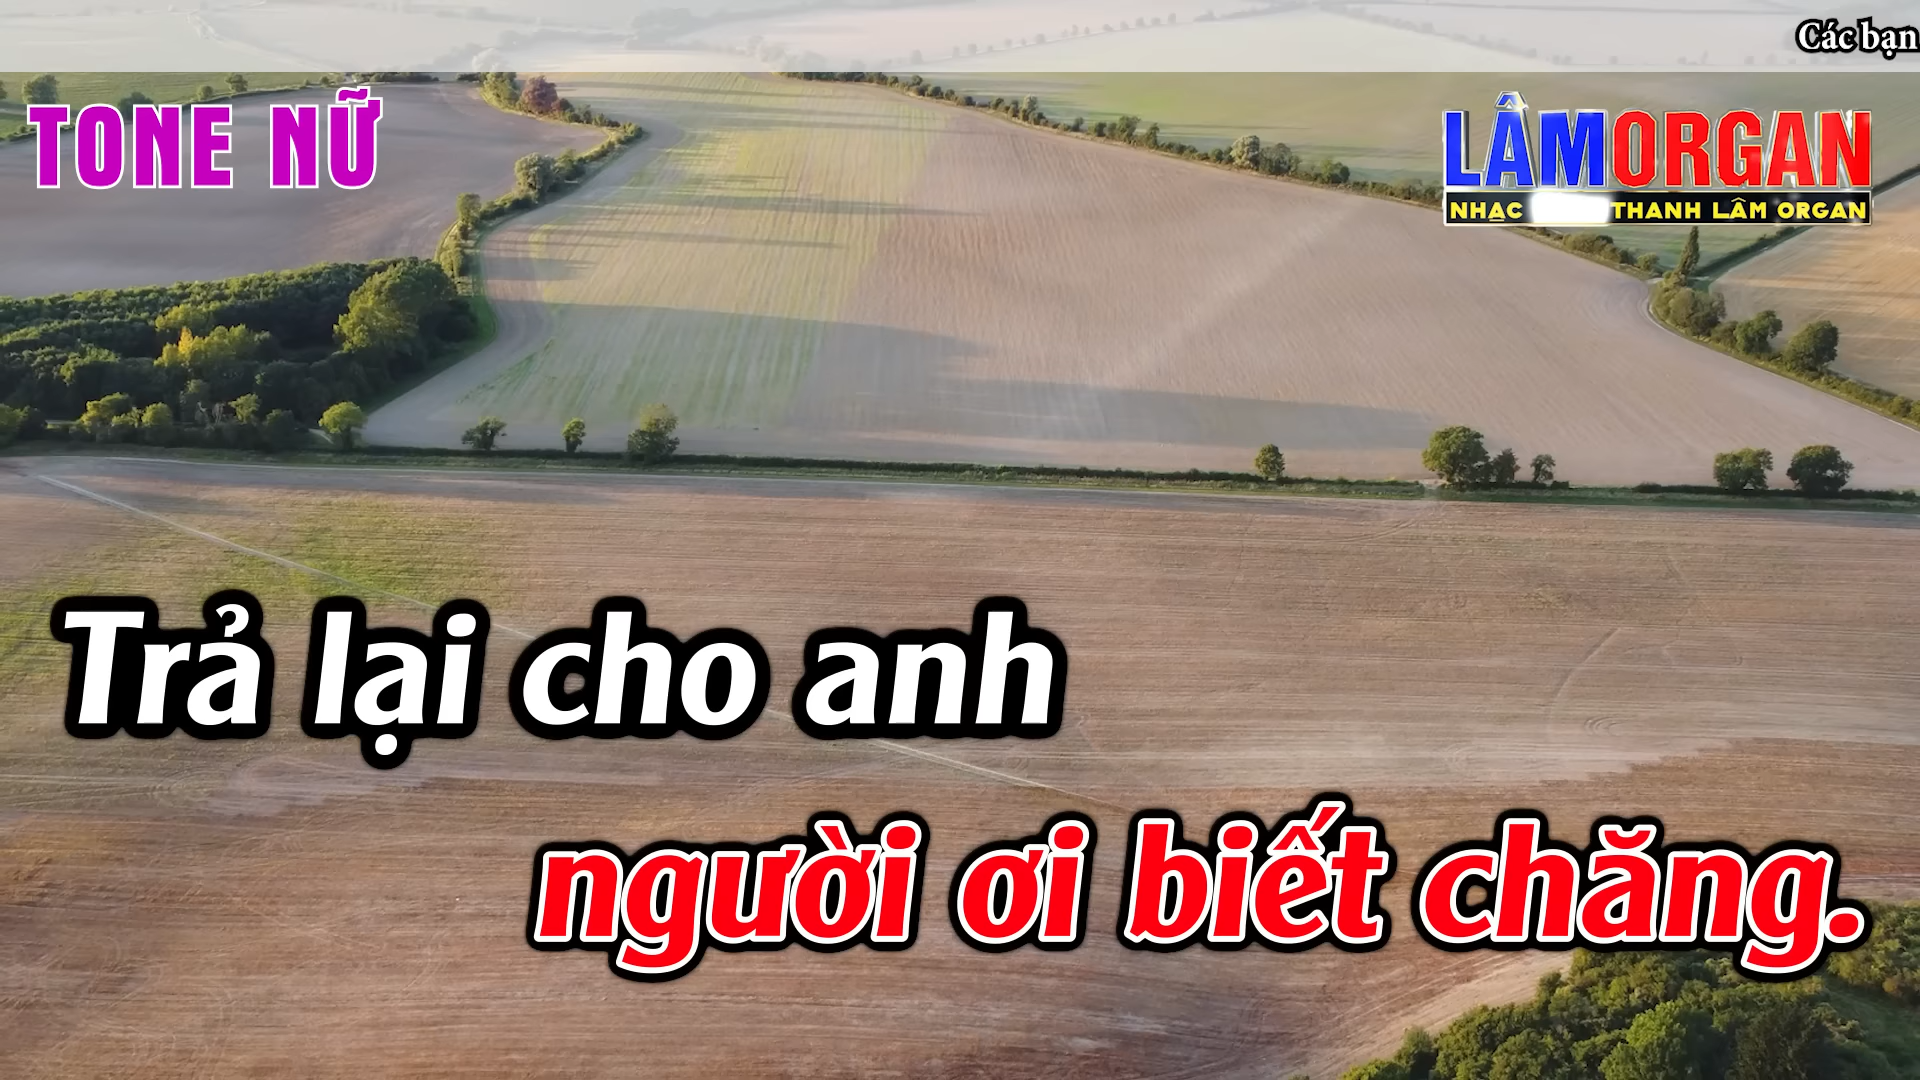 Các bạn
TONE NỮ
LÂMORGAN
NHẠC THANH LÂM ORGAN
Trả lại cho anh
người ơi biết chăng.